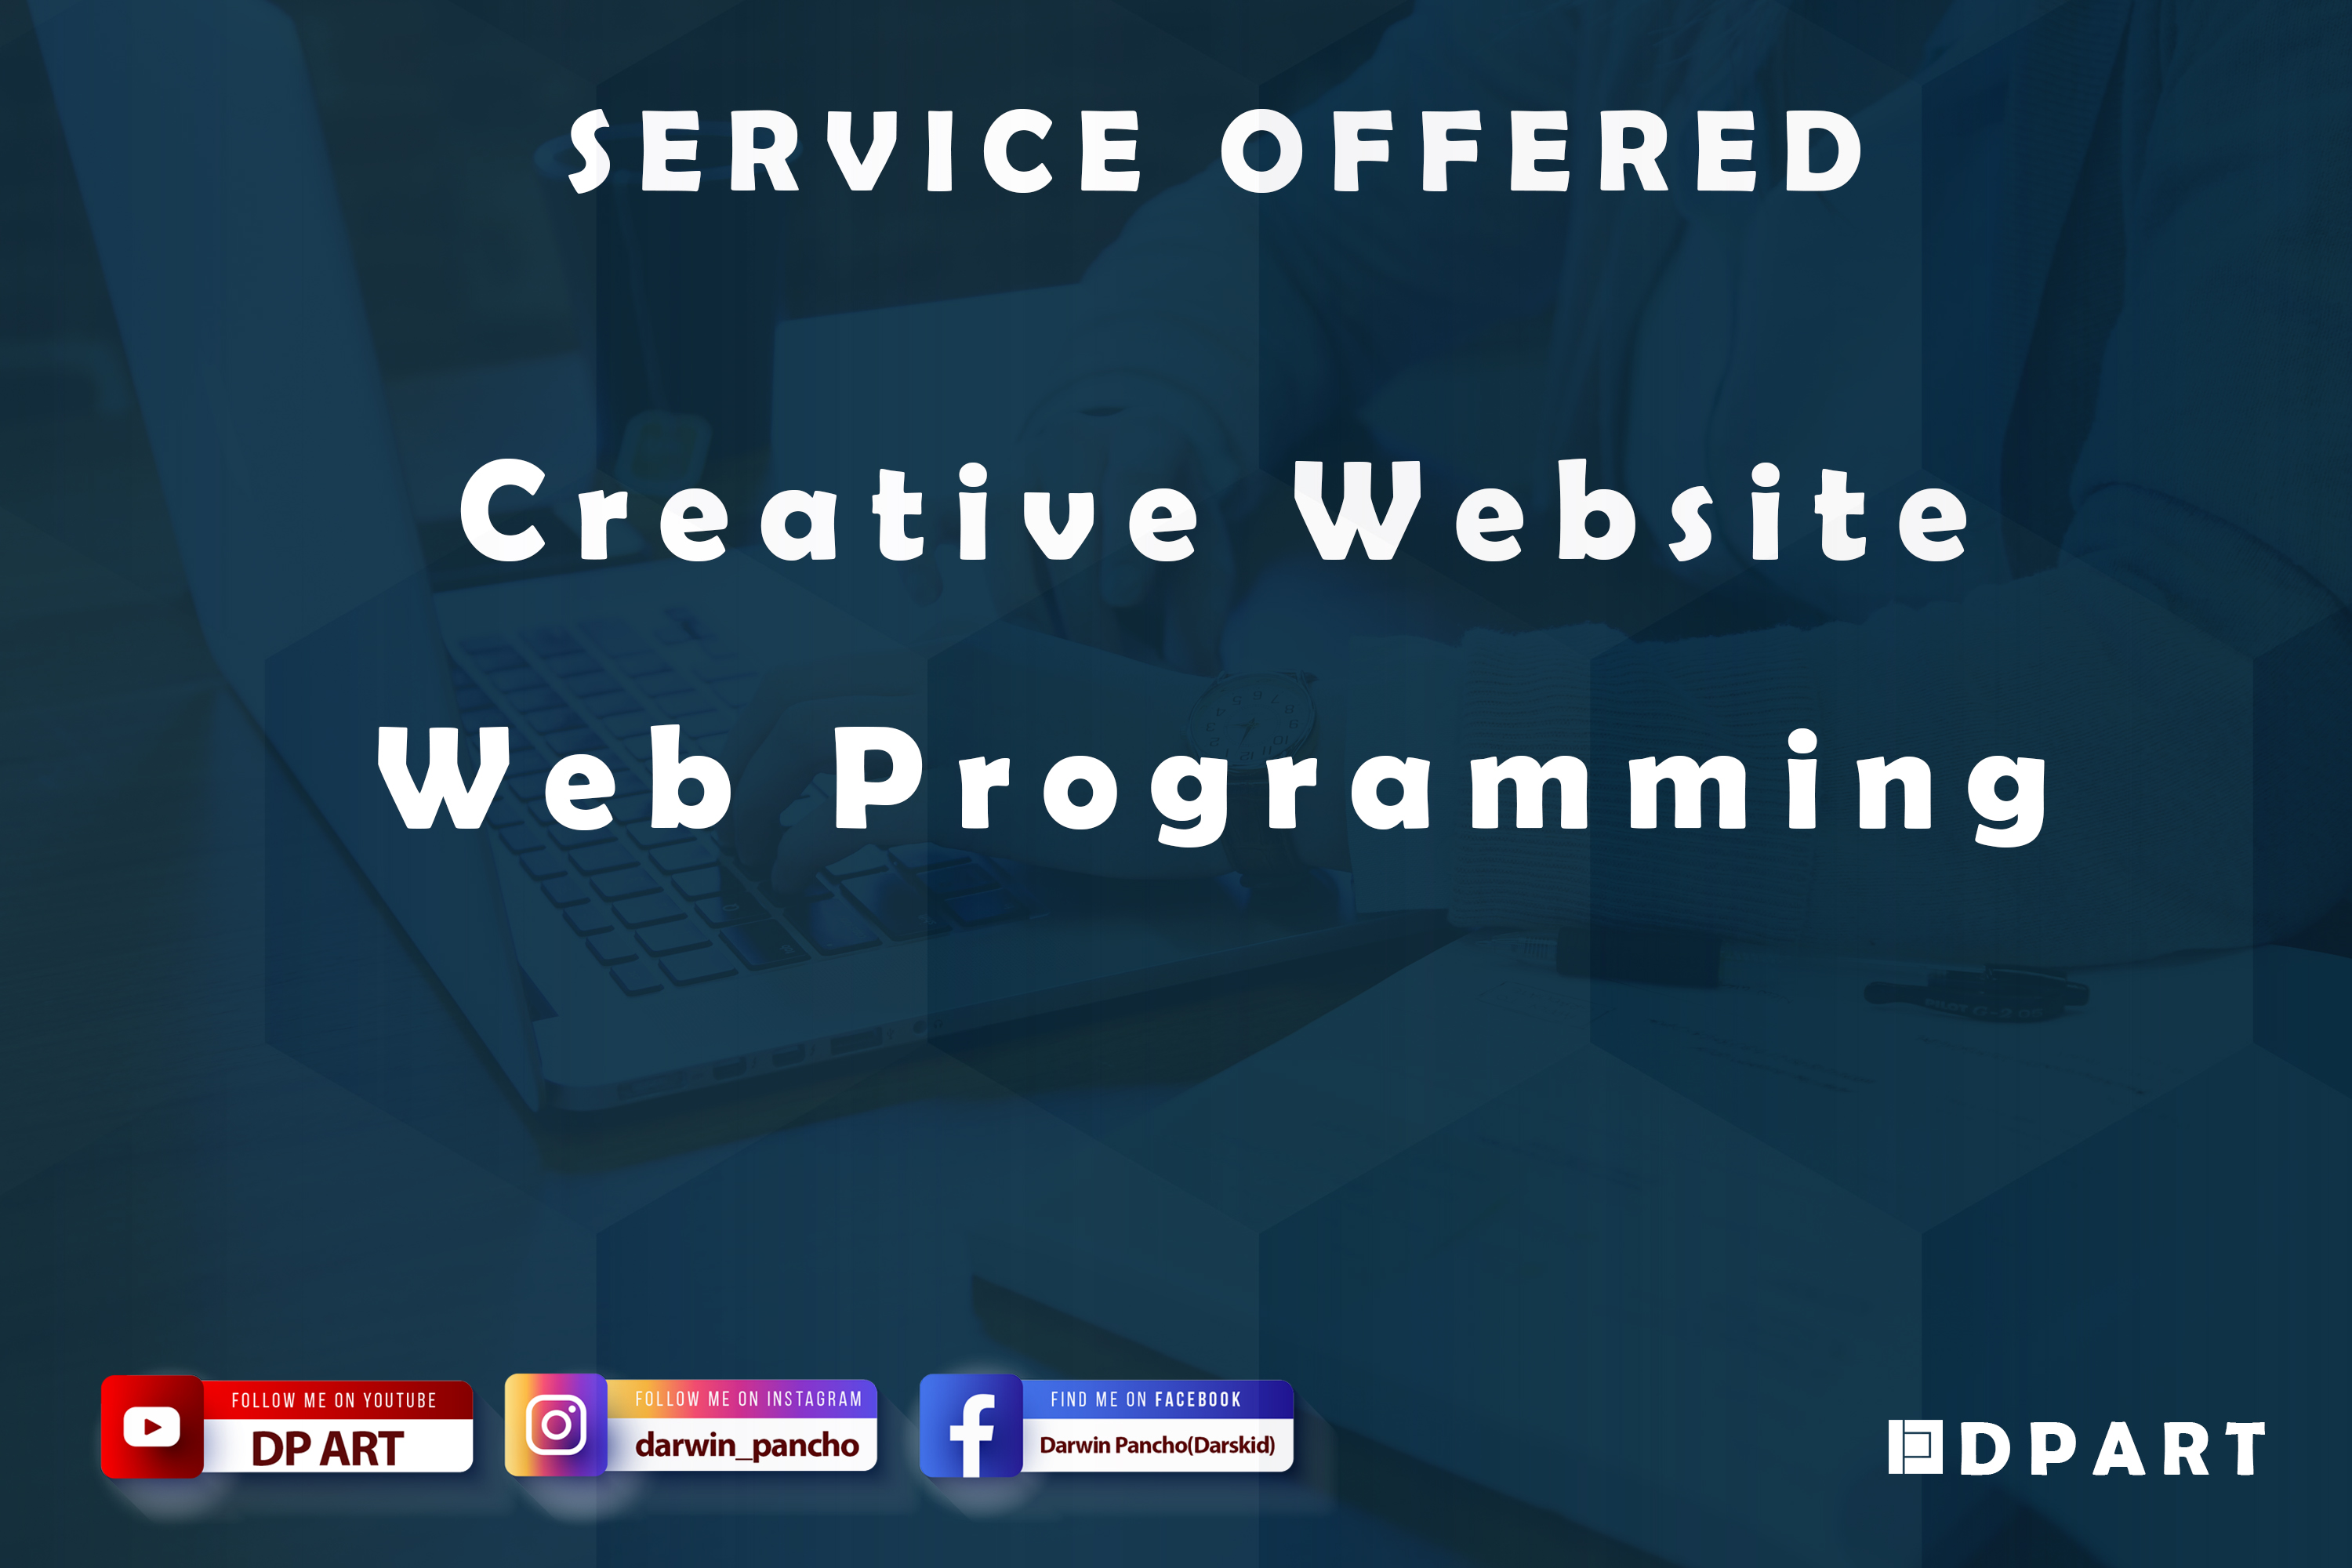 SERVICE OFFERED
Creative Website
Web Programming
FOLLOW ME ON YOUTUBE
DP ART
FOLLOW ME ON INSTAGRAM
darwin_pancho
FIND ME ON FACEBOOK
Darwin Pancho(Darskid)
DPART